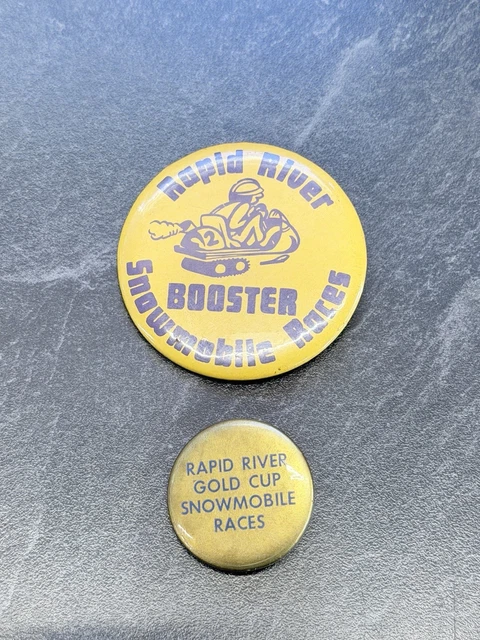 Rapid River
12
BOOSTER
Snowmobile Races
RAPID RIVER
GOLD CUP
SNOWMOBILE
RACES